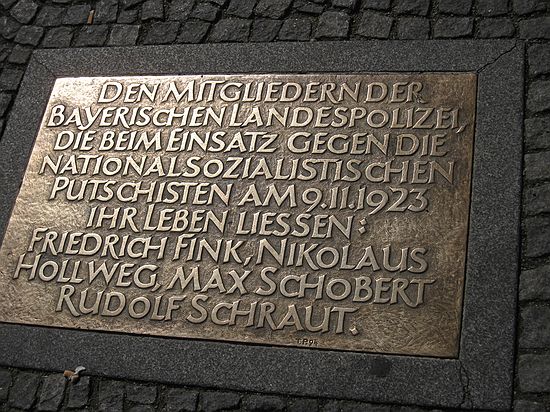 DEN MITGLIEDERN DER
BAYERISCHEN LANDESPOLIZEI,
DIE BEIM EINSATZ GEGEN DIE
NATIONALSOZIALISTISCHEN
PUTSCHISTEN AM 9.11.1923
IHR LEBEN LIESSEN:
FRIEDRICH FINK, NIKOLAUS
HOLLWEG, MAX SCHOBERT
RUDOLF SCHRAUT.